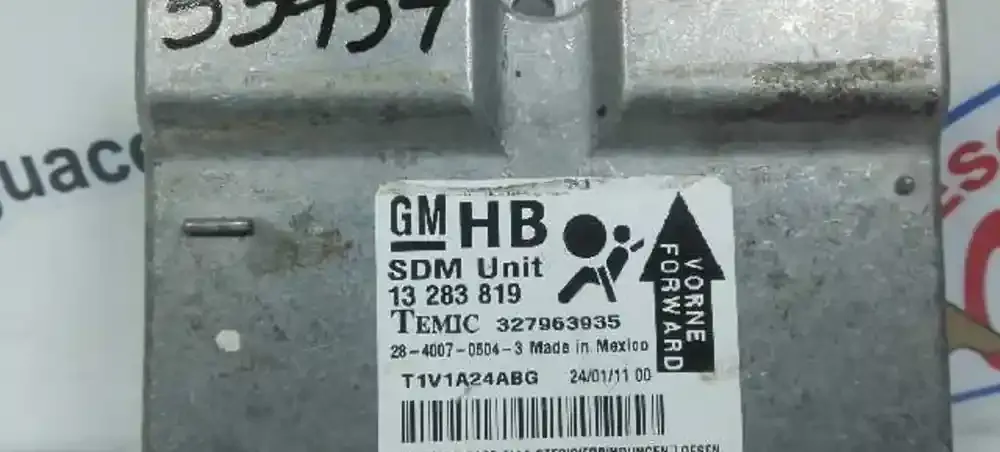 GM HB
SDM Unit
13 283 819
TEMIC 327963935
28-4007-0504-3 Made in Mexico
T1V1A24ABG 24/01/11 00
VORNE
FORWARD